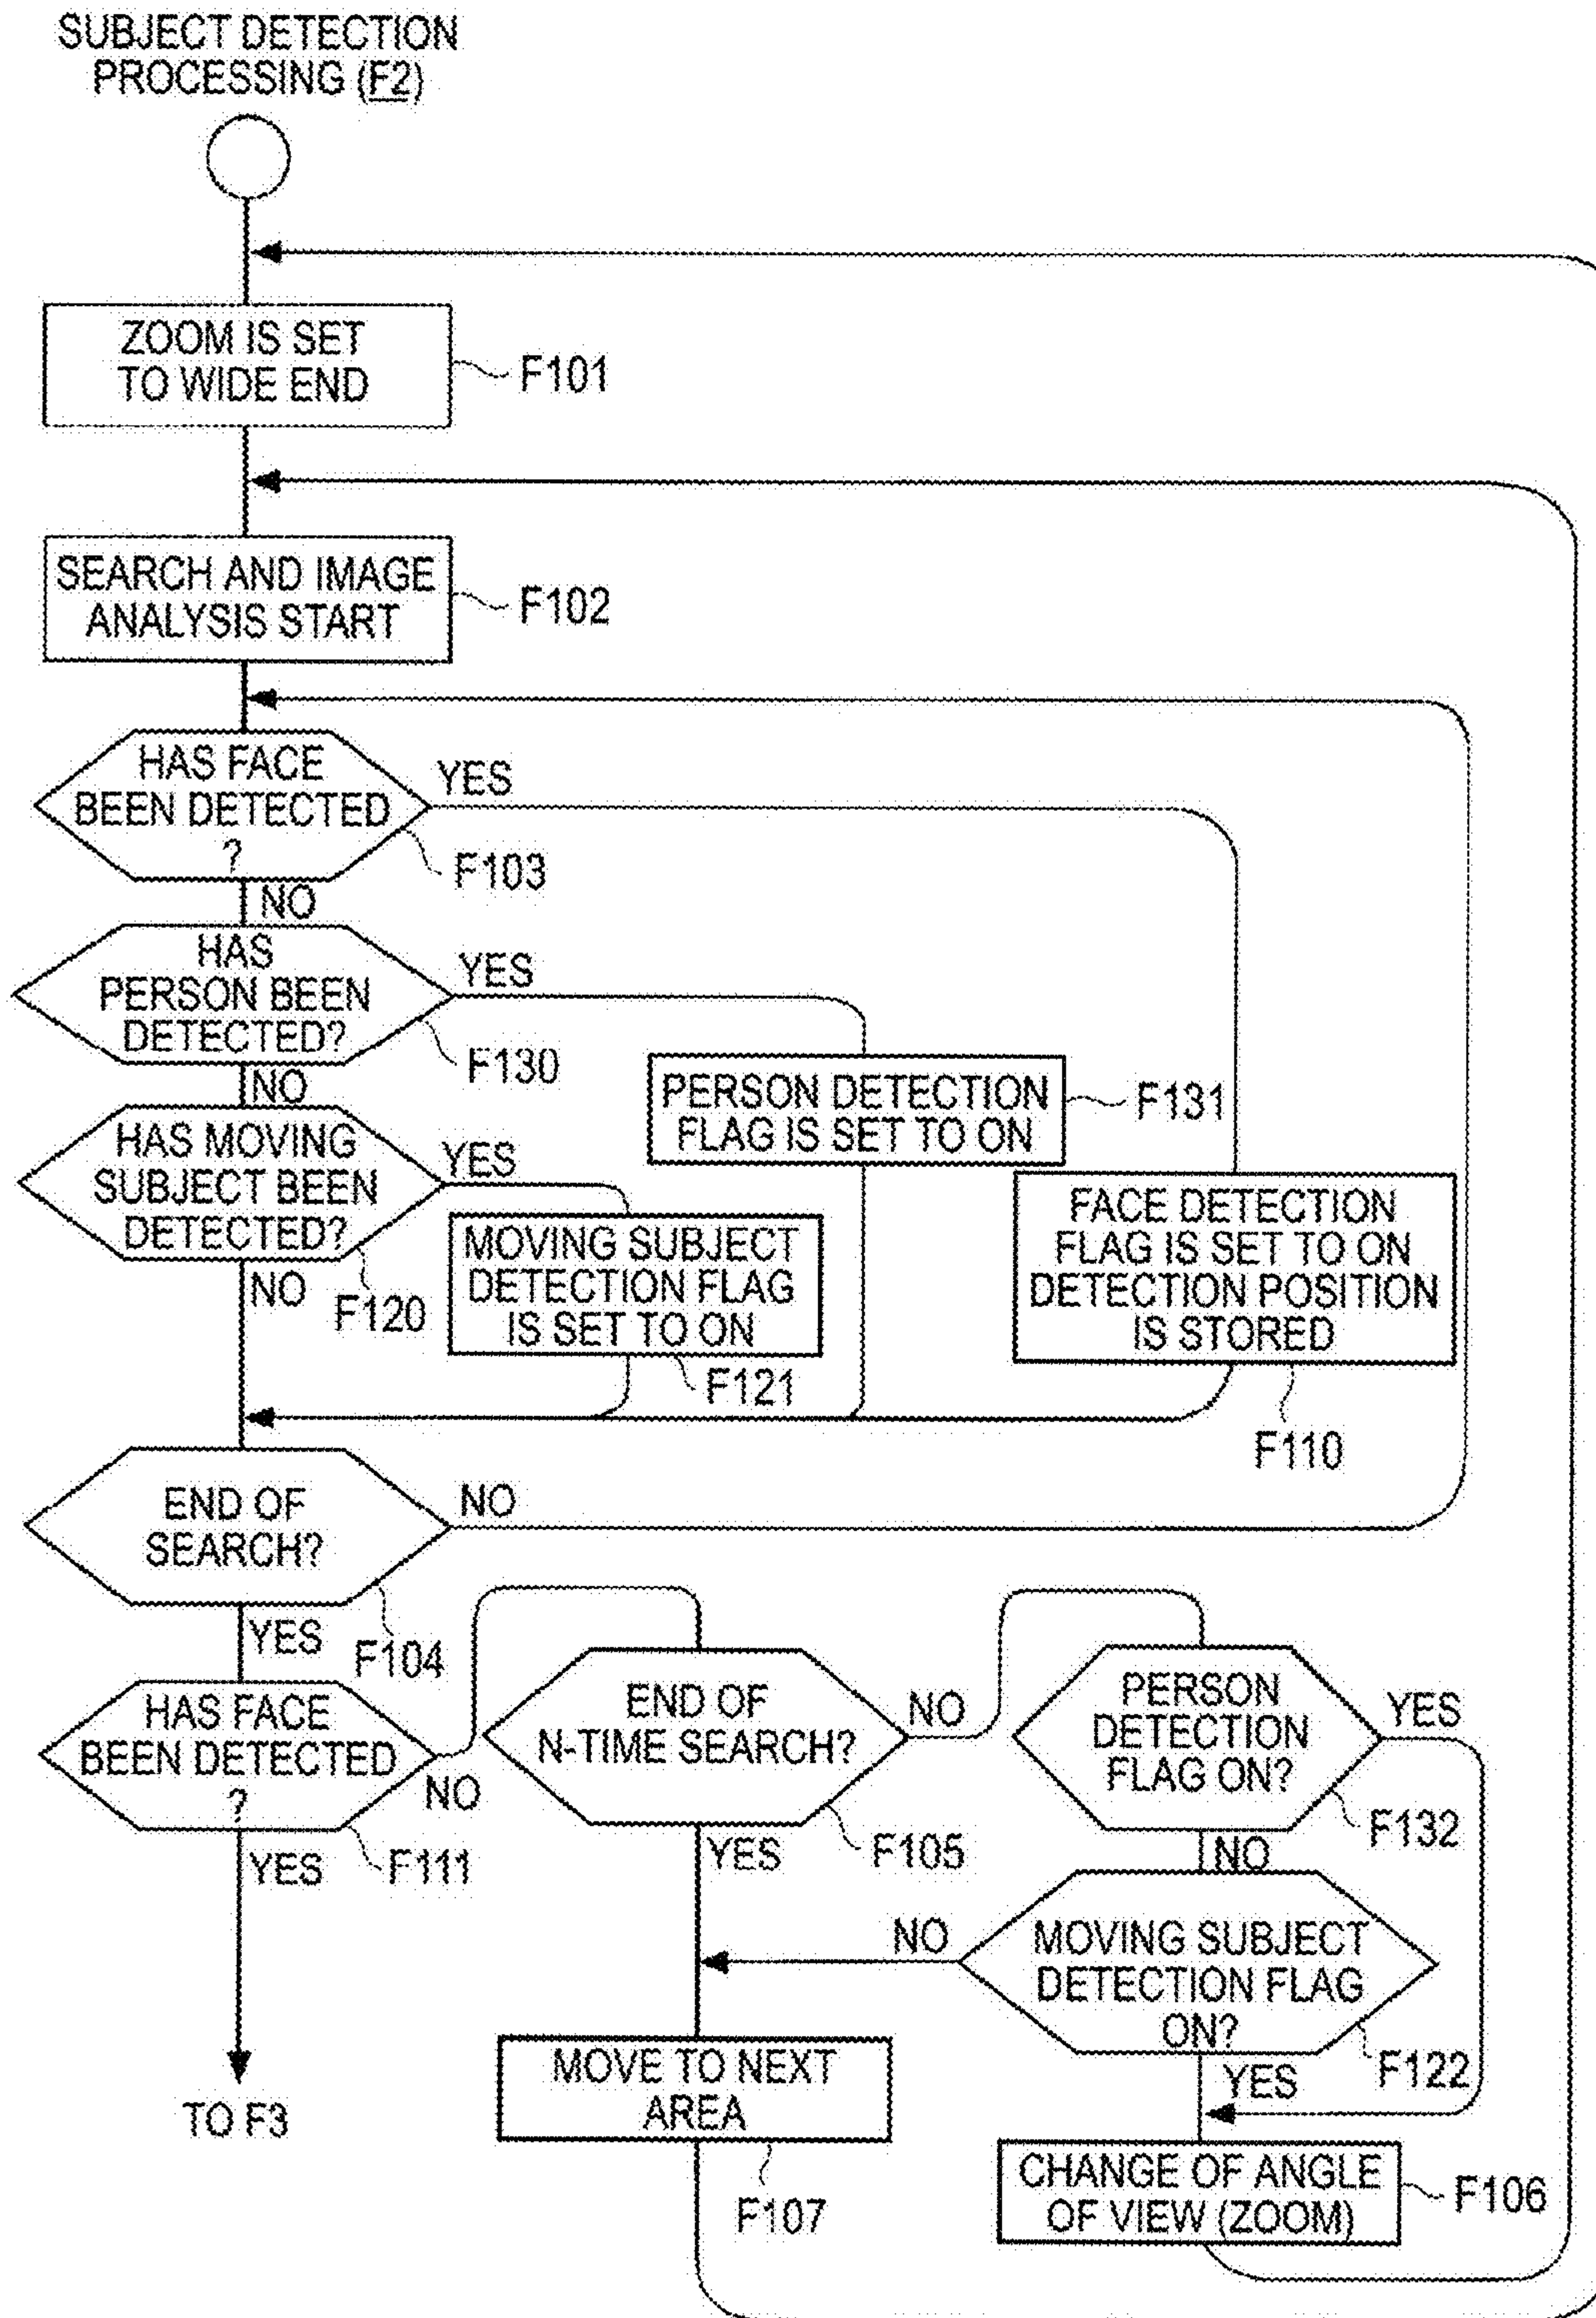 SUBJECT DETECTION
PROCESSING (F2)
ZOOM IS SET
TO WIDE END
F101
SEARCH AND IMAGE
ANALYSIS START
F102
HAS FACE
BEEN DETECTED
?
YES
F103
NO
HAS
PERSON BEEN
DETECTED?
YES
F130
NO
PERSON DETECTION
FLAG IS SET TO ON
F131
HAS MOVING
SUBJECT BEEN
DETECTED?
YES
F120
NO
MOVING SUBJECT
DETECTION FLAG
IS SET TO ON
F121
FACE DETECTION
FLAG IS SET TO ON
DETECTION POSITION
IS STORED
F110
END OF
SEARCH?
NO
F104
YES
HAS FACE
BEEN DETECTED
?
NO
F111
YES
TO F3
END OF
N-TIME SEARCH?
NO
F105
YES
PERSON
DETECTION
FLAG ON?
YES
F132
NO
MOVING SUBJECT
DETECTION FLAG
ON?
NO
F122
YES
MOVE TO NEXT
AREA
F107
CHANGE OF ANGLE
OF VIEW (ZOOM)
F106